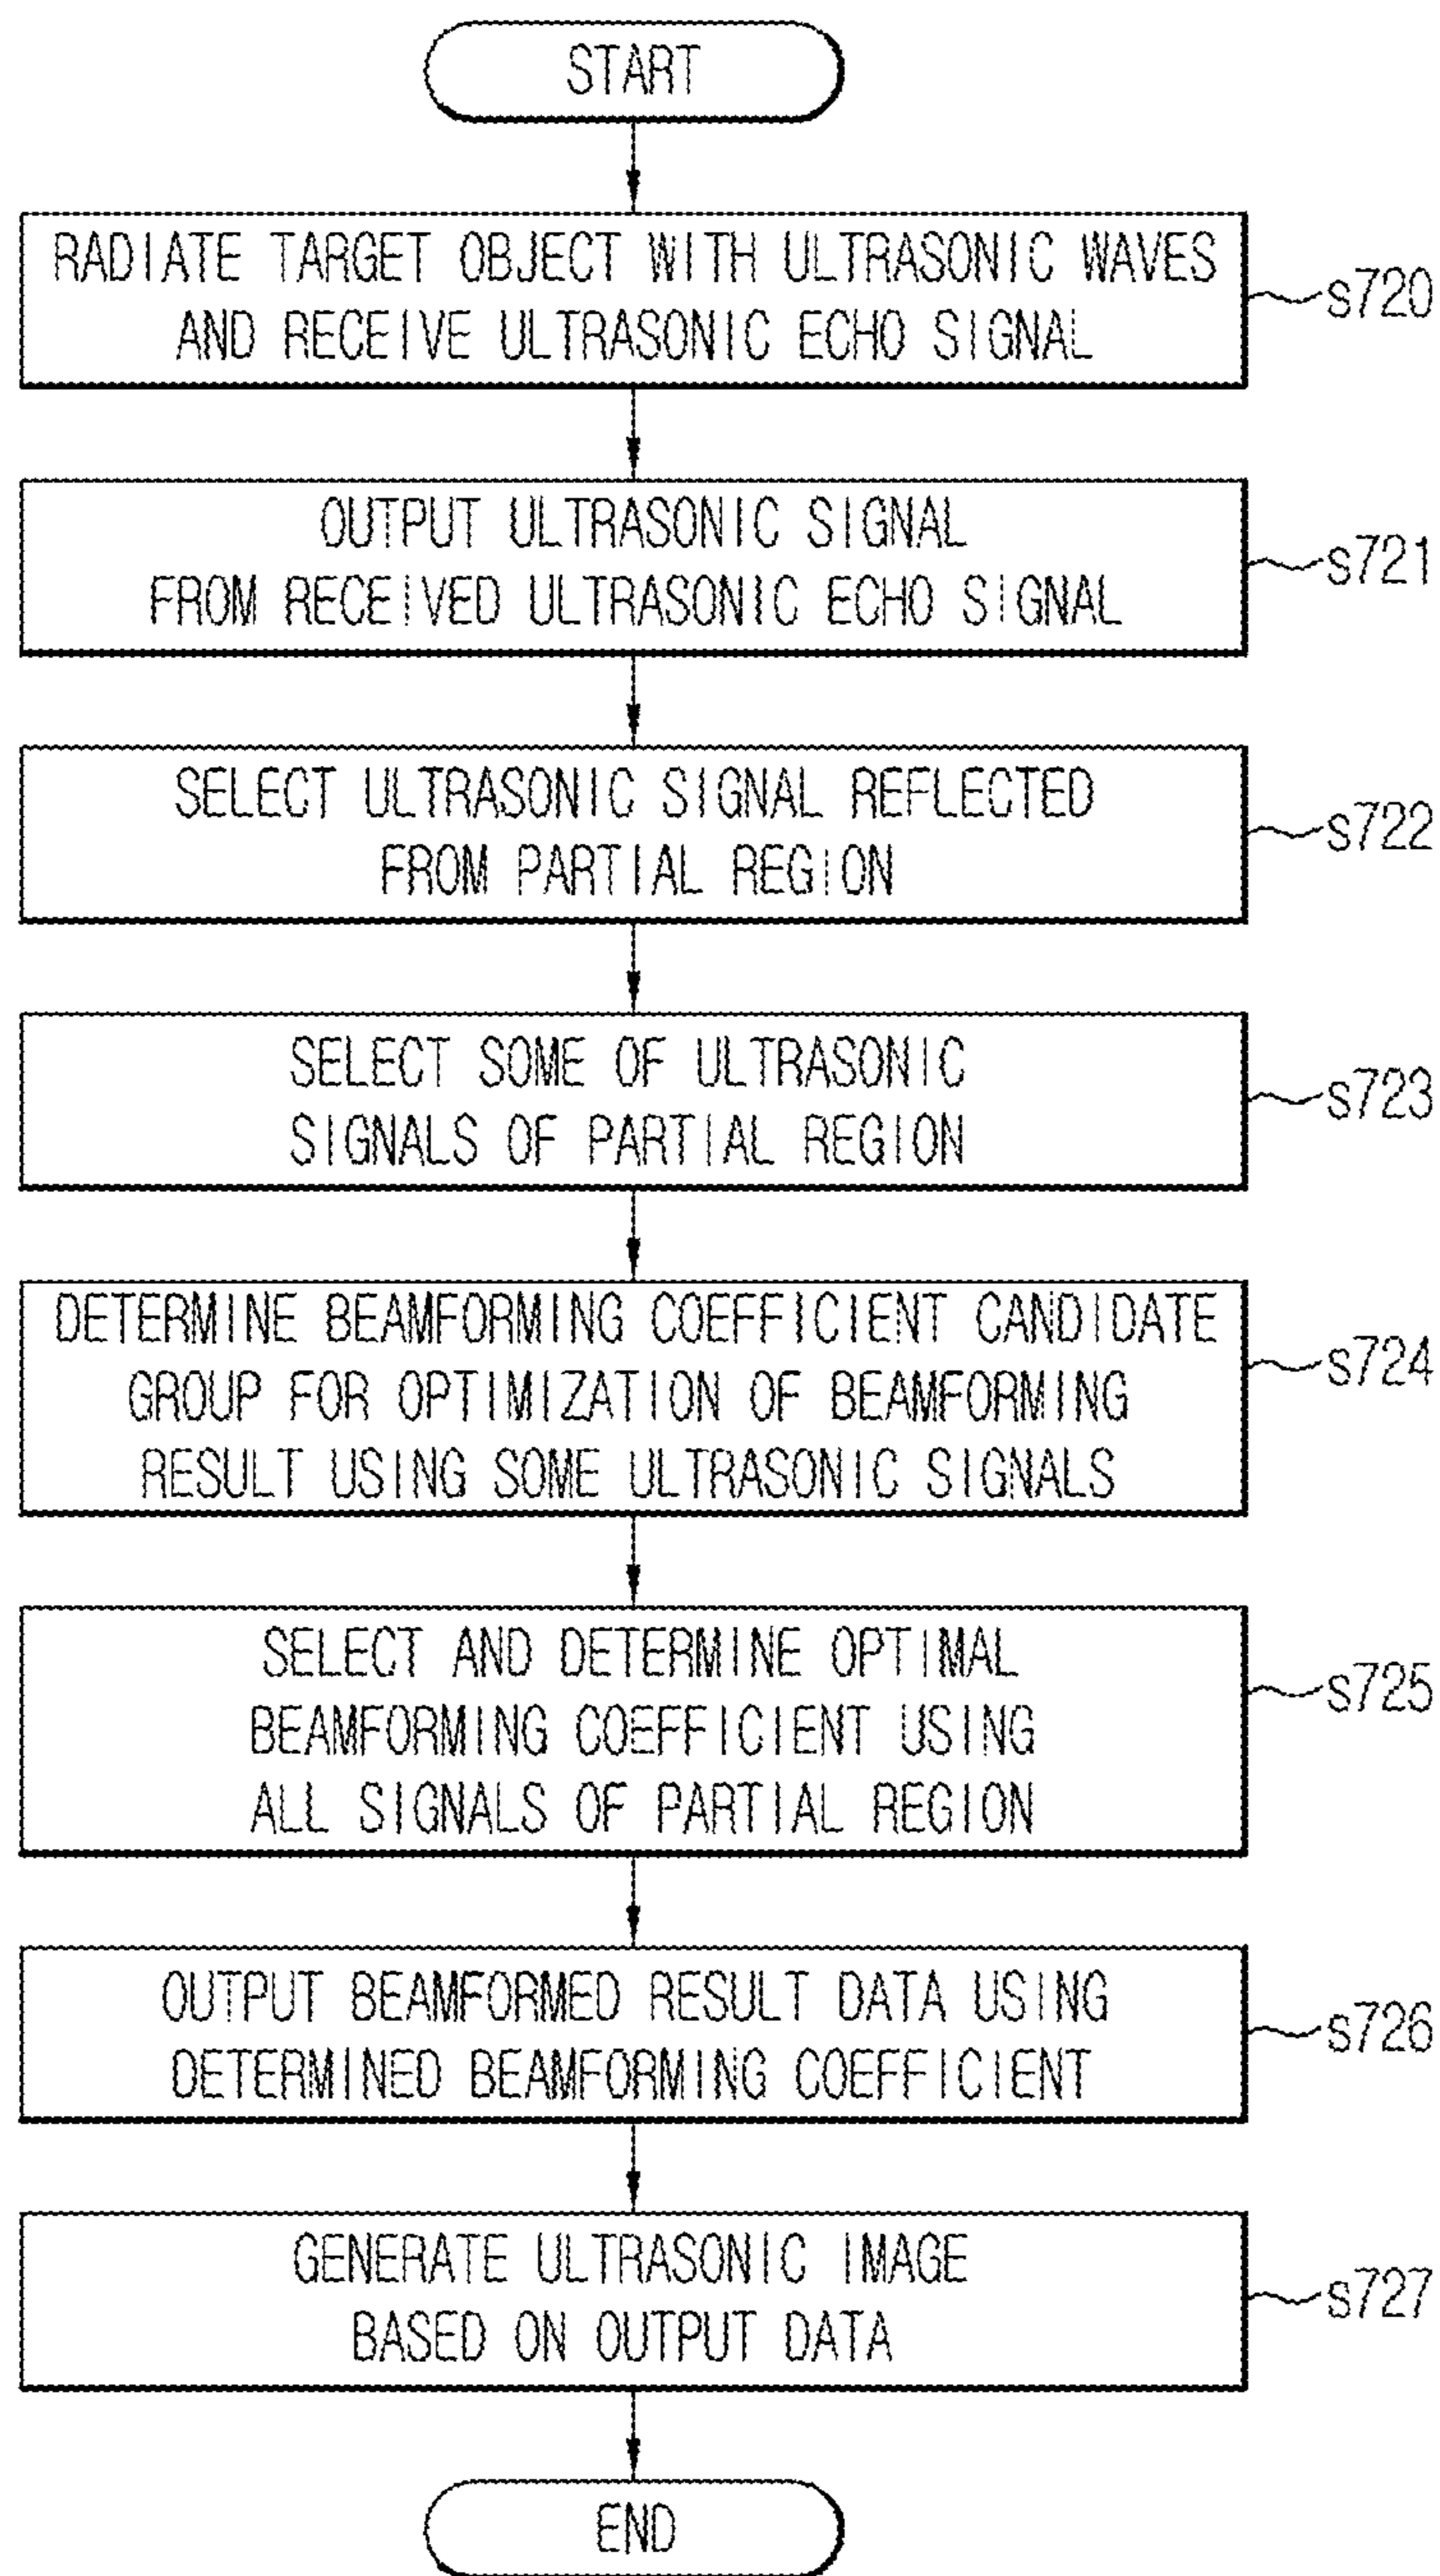 START
RADIATE TARGET OBJECT WITH ULTRASONIC WAVES
AND RECEIVE ULTRASONIC ECHO SIGNAL
s720
OUTPUT ULTRASONIC SIGNAL
FROM RECEIVED ULTRASONIC ECHO SIGNAL
s721
SELECT ULTRASONIC SIGNAL REFLECTED
FROM PARTIAL REGION
s722
SELECT SOME OF ULTRASONIC
SIGNALS OF PARTIAL REGION
s723
DETERMINE BEAMFORMING COEFFICIENT CANDIDATE
GROUP FOR OPTIMIZATION OF BEAMFORMING
RESULT USING SOME ULTRASONIC SIGNALS
s724
SELECT AND DETERMINE OPTIMAL
BEAMFORMING COEFFICIENT USING
ALL SIGNALS OF PARTIAL REGION
s725
OUTPUT BEAMFORMED RESULT DATA USING
DETERMINED BEAMFORMING COEFFICIENT
s726
GENERATE ULTRASONIC IMAGE
BASED ON OUTPUT DATA
s727
END